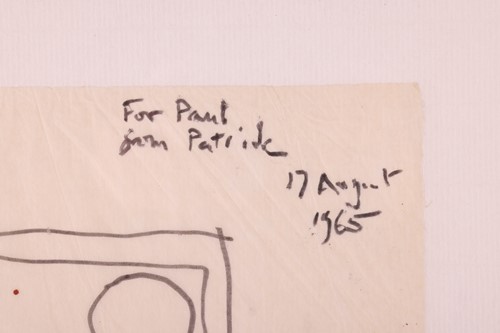 For Paul
from Patrick
17 August
1965